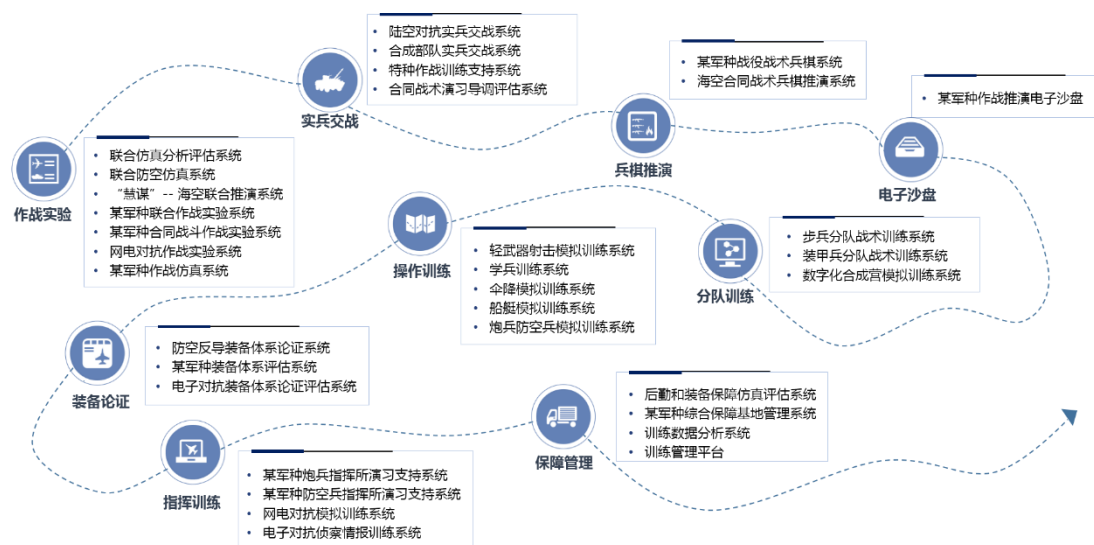 作战实验
联合仿真分析评估系统
联合防空仿真系统
“慧谋”-- 海空联合推演系统
某军种联合作战实验系统
某军种合同战斗作战实验系统
网电对抗作战实验系统
某军种作战仿真系统
实兵交战
陆空对抗实兵交战系统
合成部队实兵交战系统
特种作战训练支持系统
合同战术演习导调评估系统
兵棋推演
某军种战役战术兵棋系统
海空合同战术兵棋推演系统
电子沙盘
某军种作战推演电子沙盘
分队训练
步兵分队战术训练系统
装甲兵分队战术训练系统
数字化合成营模拟训练系统
操作训练
轻武器射击模拟训练系统
学兵训练系统
伞降模拟训练系统
船艇模拟训练系统
炮兵防空兵模拟训练系统
装备论证
防空反导装备体系论证系统
某军种装备体系评估系统
电子对抗装备体系论证评估系统
指挥训练
某军种炮兵指挥所演习支持系统
某军种防空兵指挥所演习支持系统
网电对抗模拟训练系统
电子对抗侦察情报训练系统
保障管理
后勤和装备保障仿真评估系统
某军种综合保障基地管理系统
训练数据分析系统
训练管理平台